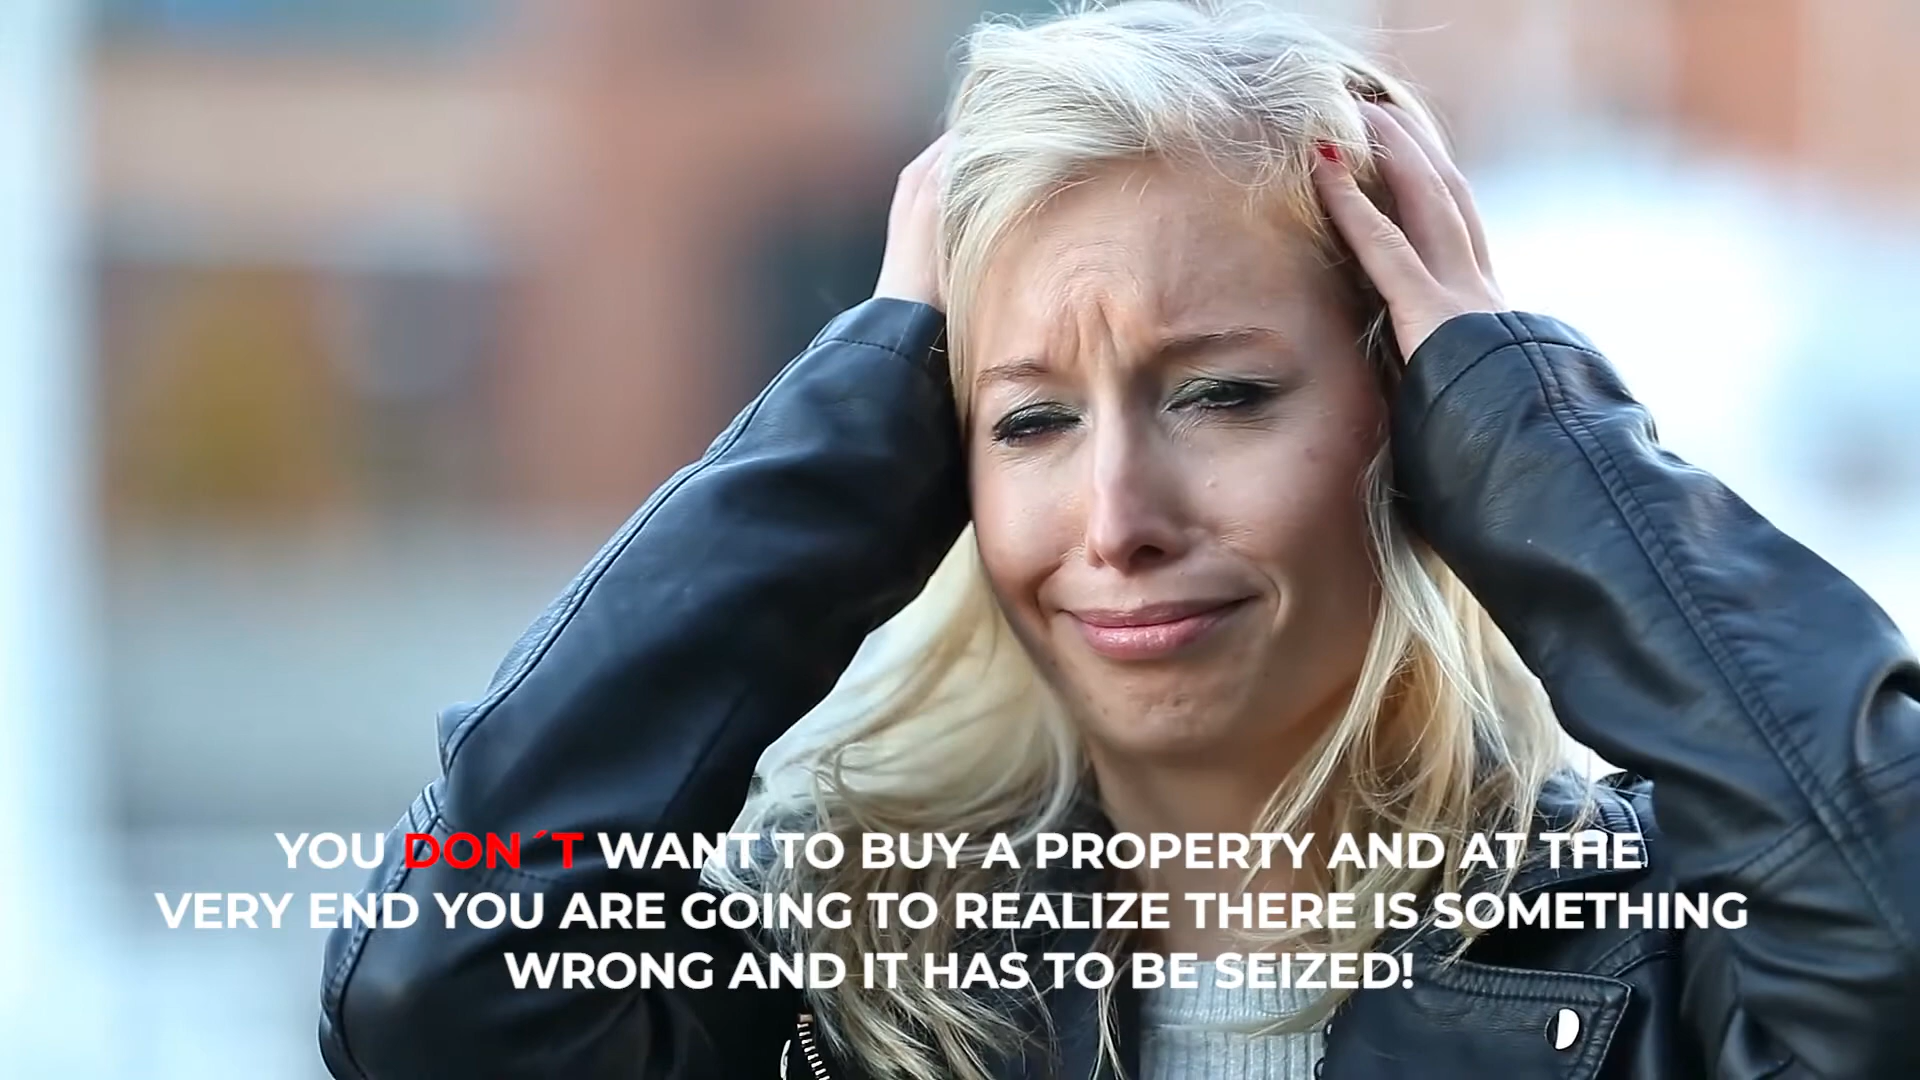 YOU DON´T WANT TO BUY A PROPERTY AND AT THE
VERY END YOU ARE GOING TO REALIZE THERE IS SOMETHING
WRONG AND IT HAS TO BE SEIZED!